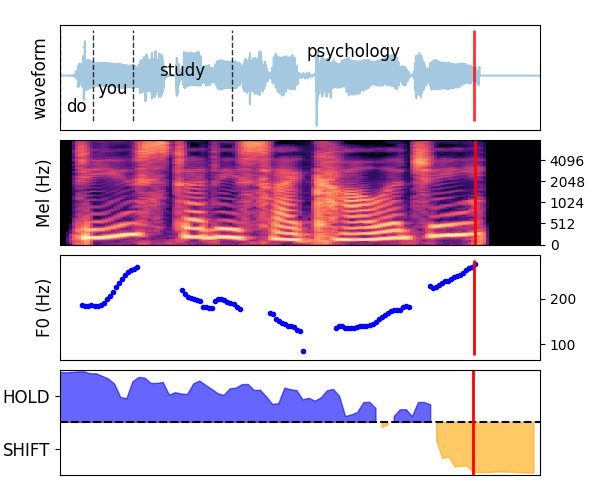 waveform
do
you
study
psychology
Mel (Hz)
4096
2048
1024
512
0
F0 (Hz)
200
100
HOLD
SHIFT